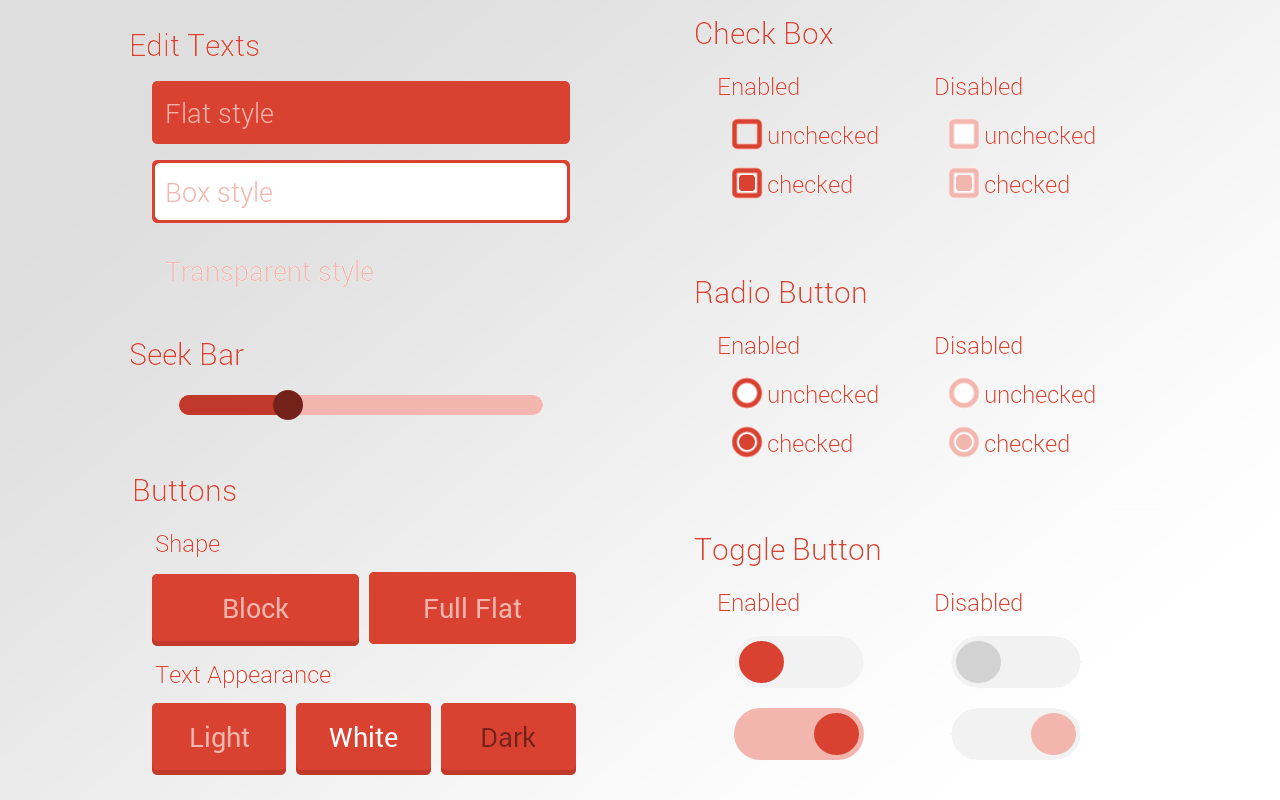 Edit Texts
Flat style
Box style
Transparent style
Seek Bar
Buttons
Shape
Block
Full Flat
Text Appearance
Light
White
Dark
Check Box
Enabled
Disabled
unchecked
unchecked
checked
checked
Radio Button
Enabled
Disabled
unchecked
unchecked
checked
checked
Toggle Button
Enabled
Disabled